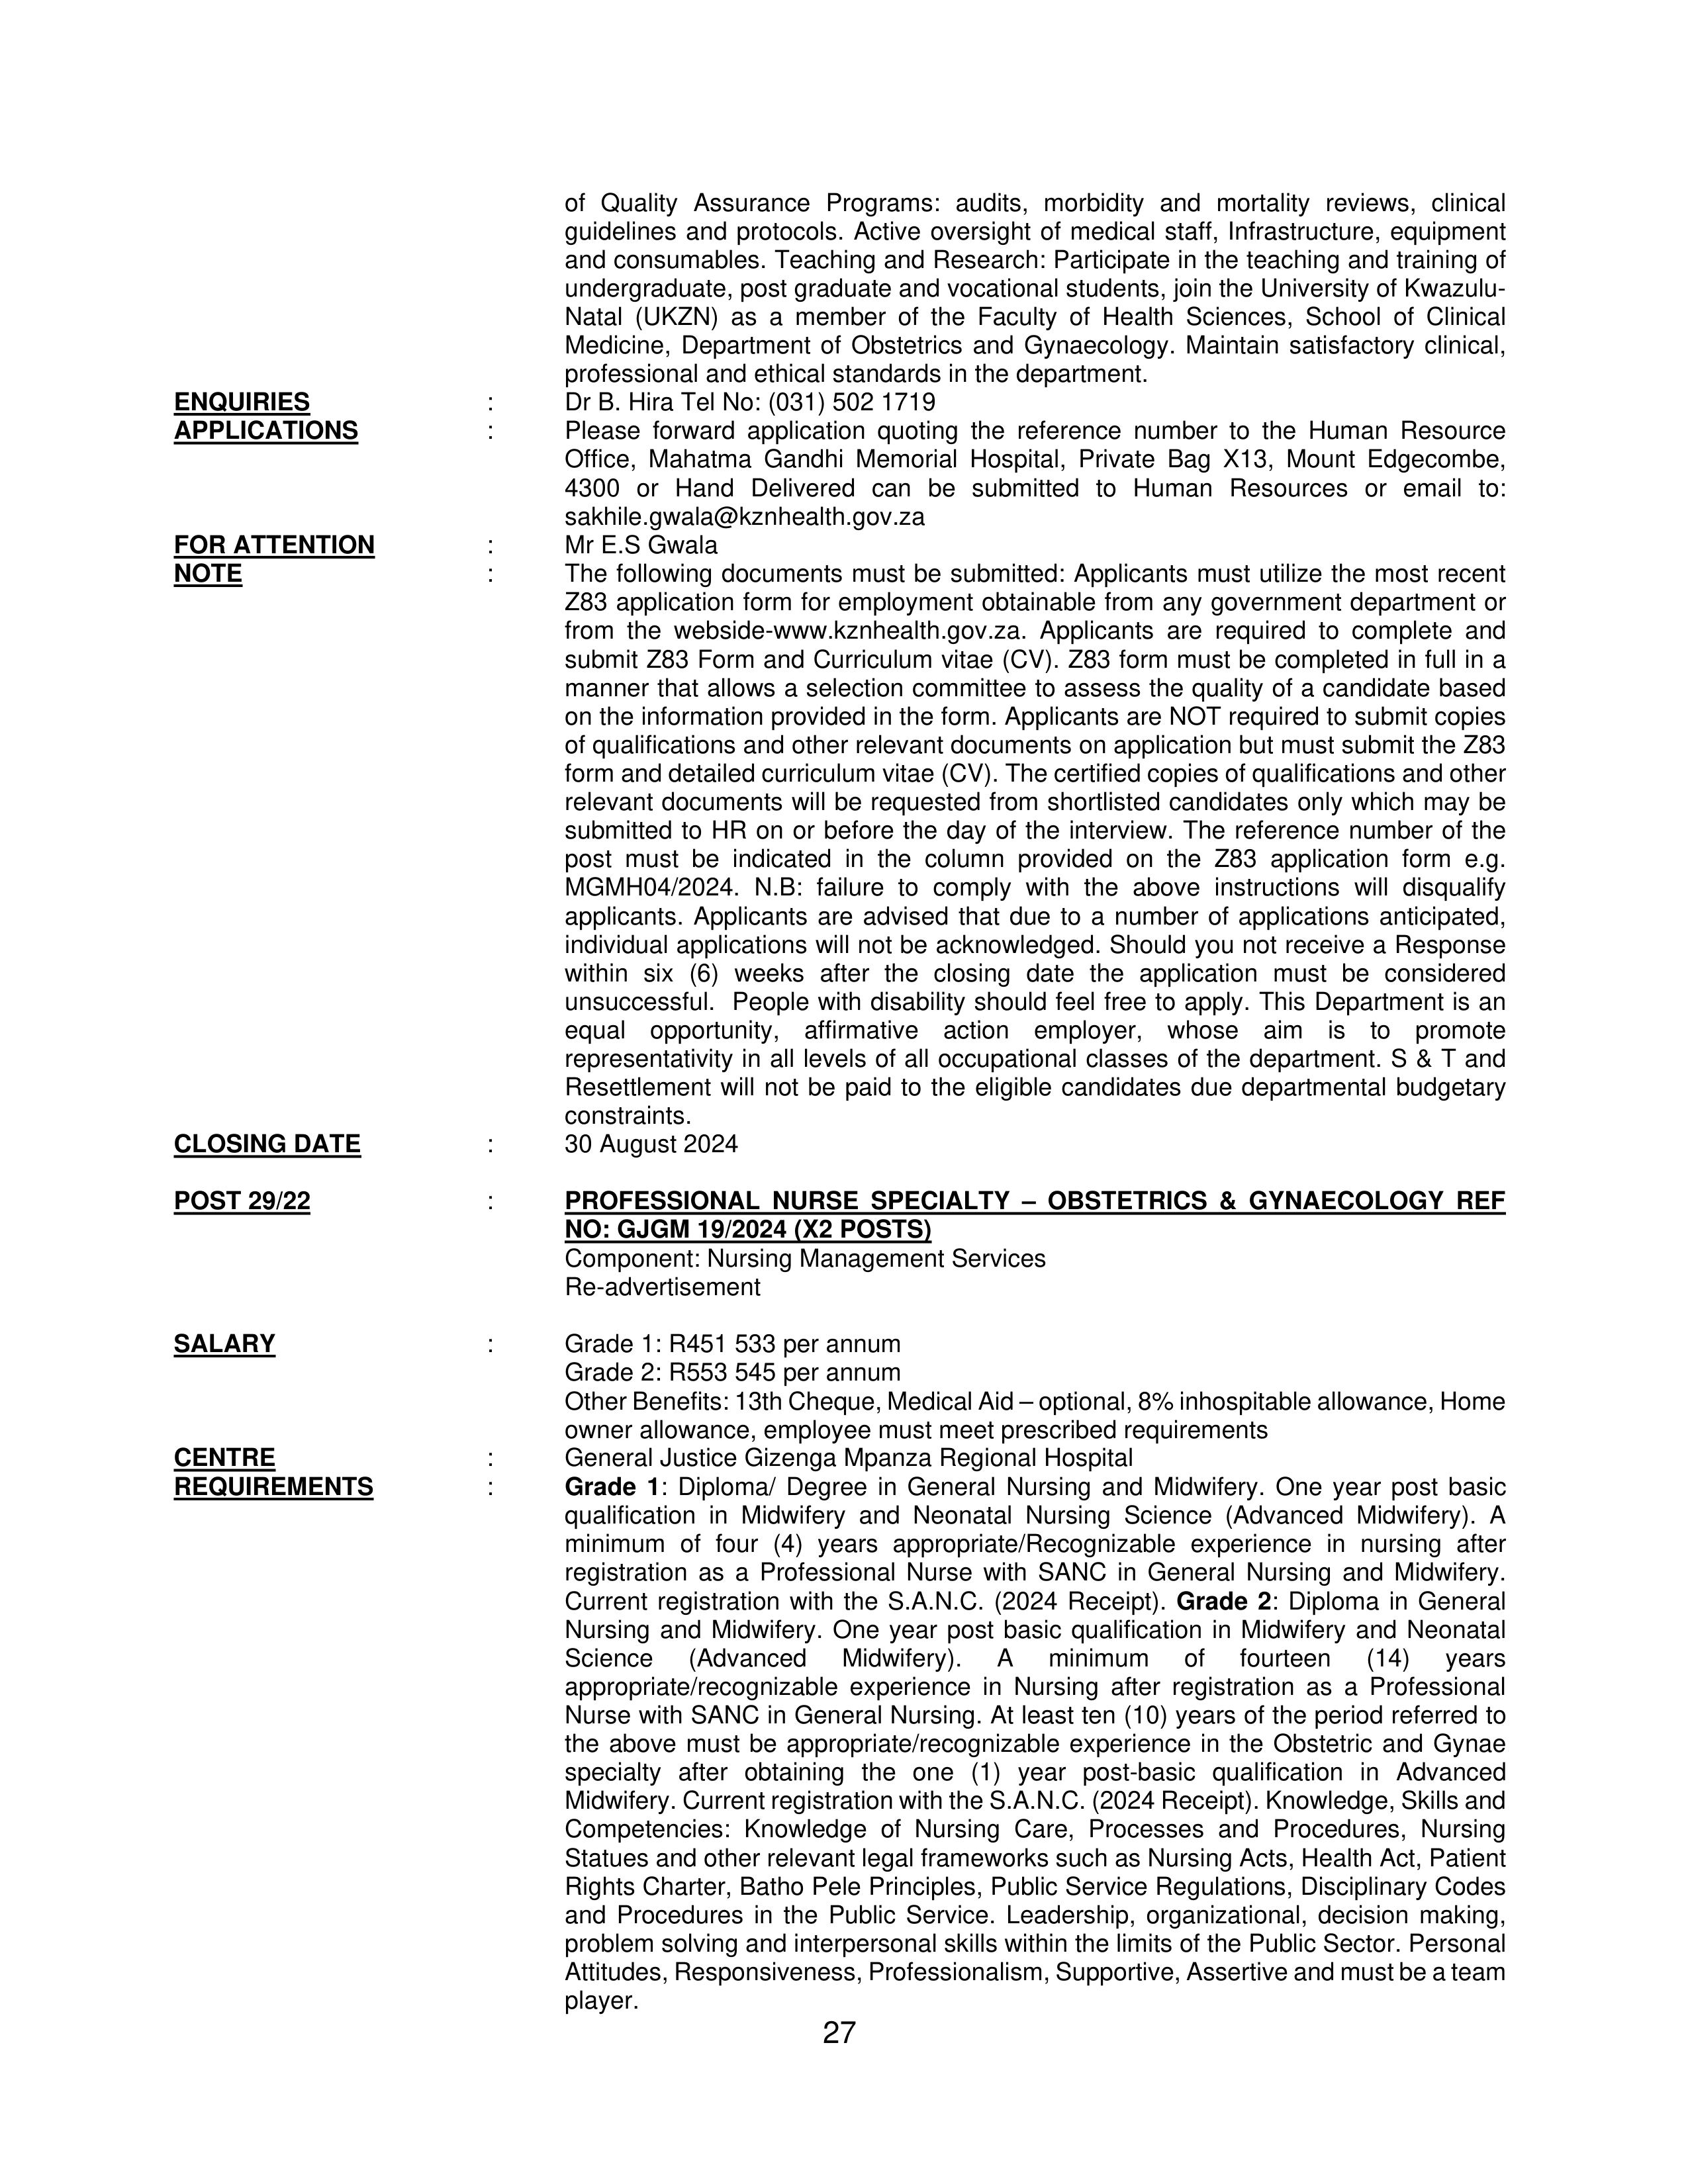 of Quality Assurance Programs: audits, morbidity and mortality reviews, clinical
guidelines and protocols. Active oversight of medical staff, Infrastructure, equipment
and consumables. Teaching and Research: Participate in the teaching and training of
undergraduate, post graduate and vocational students, join the University of Kwazulu-
Natal (UKZN) as a member of the Faculty of Health Sciences, School of Clinical
Medicine, Department of Obstetrics and Gynaecology. Maintain satisfactory clinical,
professional and ethical standards in the department.
ENQUIRIES : Dr B. Hira Tel No: (031) 502 1719
APPLICATIONS : Please forward application quoting the reference number to the Human Resource
Office, Mahatma Gandhi Memorial Hospital, Private Bag X13, Mount Edgecombe,
4300 or Hand Delivered can be submitted to Human Resources or email to:
sakhile.gwala@kznhealth.gov.za
FOR ATTENTION : Mr E.S Gwala
NOTE : The following documents must be submitted: Applicants must utilize the most recent
Z83 application form for employment obtainable from any government department or
from the webside-www.kznhealth.gov.za. Applicants are required to complete and
submit Z83 Form and Curriculum vitae (CV). Z83 form must be completed in full in a
manner that allows a selection committee to assess the quality of a candidate based
on the information provided in the form. Applicants are NOT required to submit copies
of qualifications and other relevant documents on application but must submit the Z83
form and detailed curriculum vitae (CV). The certified copies of qualifications and other
relevant documents will be requested from shortlisted candidates only which may be
submitted to HR on or before the day of the interview. The reference number of the
post must be indicated in the column provided on the Z83 application form e.g.
MGMH04/2024. N.B: failure to comply with the above instructions will disqualify
applicants. Applicants are advised that due to a number of applications anticipated,
individual applications will not be acknowledged. Should you not receive a Response
within six (6) weeks after the closing date the application must be considered
unsuccessful. People with disability should feel free to apply. This Department is an
equal opportunity, affirmative action employer, whose aim is to promote
representativity in all levels of all occupational classes of the department. S & T and
Resettlement will not be paid to the eligible candidates due departmental budgetary
constraints.
CLOSING DATE : 30 August 2024
POST 29/22 : PROFESSIONAL NURSE SPECIALTY – OBSTETRICS & GYNAECOLOGY REF
NO: GJGM 19/2024 (X2 POSTS)
Component: Nursing Management Services
Re-advertisement
SALARY : Grade 1: R451 533 per annum
Grade 2: R553 545 per annum
Other Benefits: 13th Cheque, Medical Aid – optional, 8% inhospitable allowance, Home
owner allowance, employee must meet prescribed requirements
CENTRE : General Justice Gizenga Mpanza Regional Hospital
REQUIREMENTS : Grade 1: Diploma/ Degree in General Nursing and Midwifery. One year post basic
qualification in Midwifery and Neonatal Nursing Science (Advanced Midwifery). A
minimum of four (4) years appropriate/Recognizable experience in nursing after
registration as a Professional Nurse with SANC in General Nursing and Midwifery.
Current registration with the S.A.N.C. (2024 Receipt). Grade 2: Diploma in General
Nursing and Midwifery. One year post basic qualification in Midwifery and Neonatal
Science (Advanced Midwifery). A minimum of fourteen (14) years
appropriate/recognizable experience in Nursing after registration as a Professional
Nurse with SANC in General Nursing. At least ten (10) years of the period referred to
the above must be appropriate/recognizable experience in the Obstetric and Gynae
specialty after obtaining the one (1) year post-basic qualification in Advanced
Midwifery. Current registration with the S.A.N.C. (2024 Receipt). Knowledge, Skills and
Competencies: Knowledge of Nursing Care, Processes and Procedures, Nursing
Statues and other relevant legal frameworks such as Nursing Acts, Health Act, Patient
Rights Charter, Batho Pele Principles, Public Service Regulations, Disciplinary Codes
and Procedures in the Public Service. Leadership, organizational, decision making,
problem solving and interpersonal skills within the limits of the Public Sector. Personal
Attitudes, Responsiveness, Professionalism, Supportive, Assertive and must be a team
player.
27